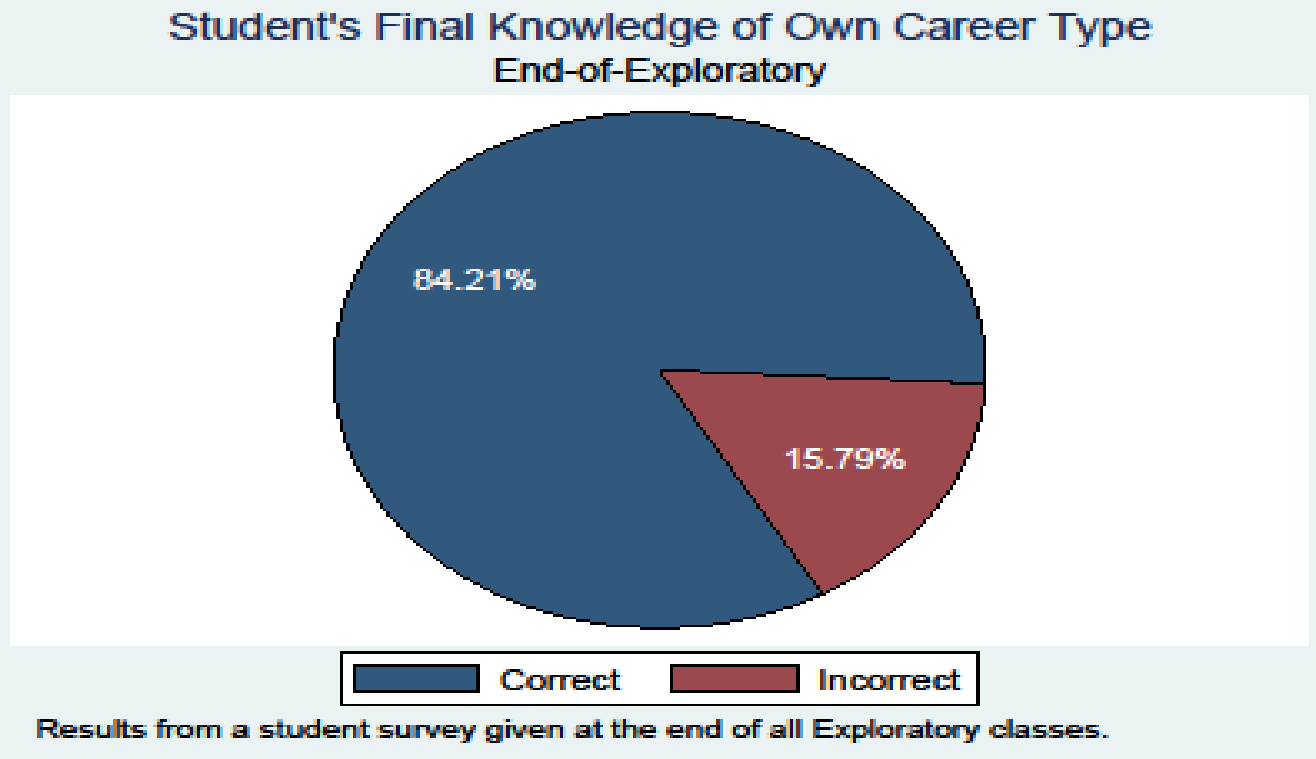 Student's Final Knowledge of Own Career Type
End-of-Exploratory
84.21%
15.79%
Correct Incorrect
Results from a student survey given at the end of all Exploratory classes.